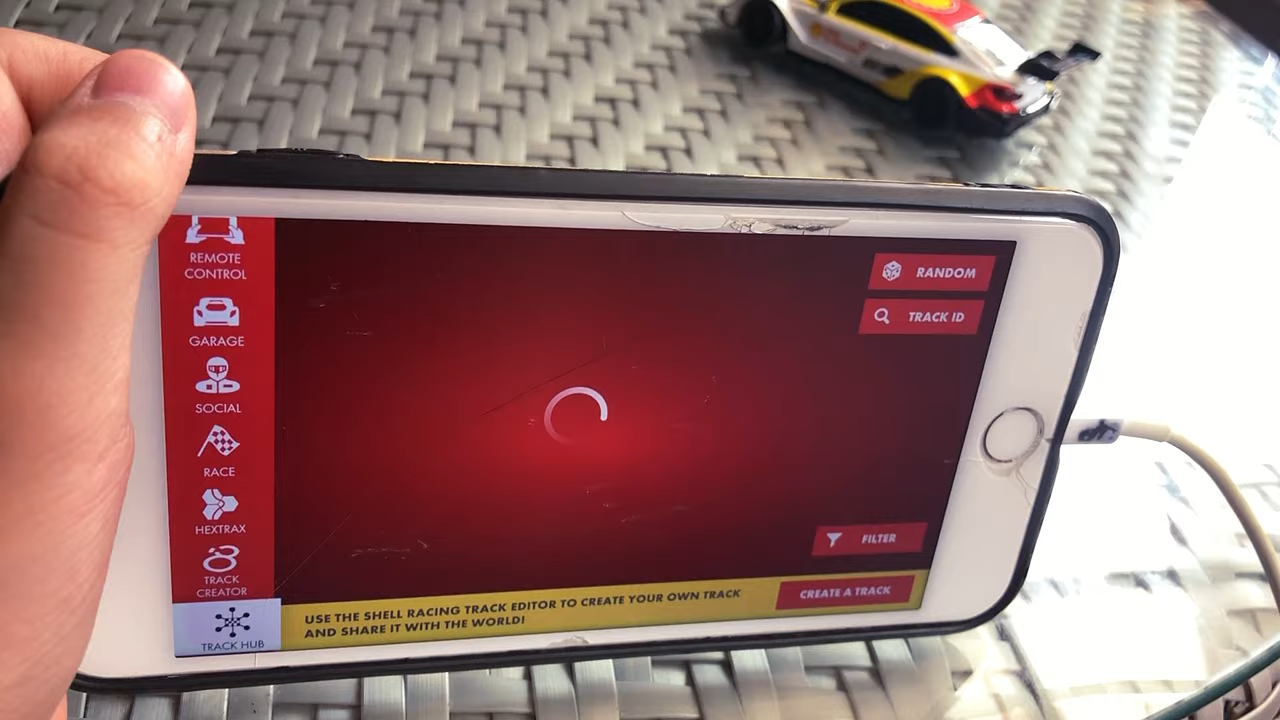 REMOTE
CONTROL
GARAGE
SOCIAL
RACE
HEXTRAX
TRACK
CREATOR
TRACK HUB
RANDOM
TRACK ID
FILTER
USE THE SHELL RACING TRACK EDITOR TO CREATE YOUR OWN TRACK
AND SHARE IT WITH THE WORLD!
CREATE A TRACK